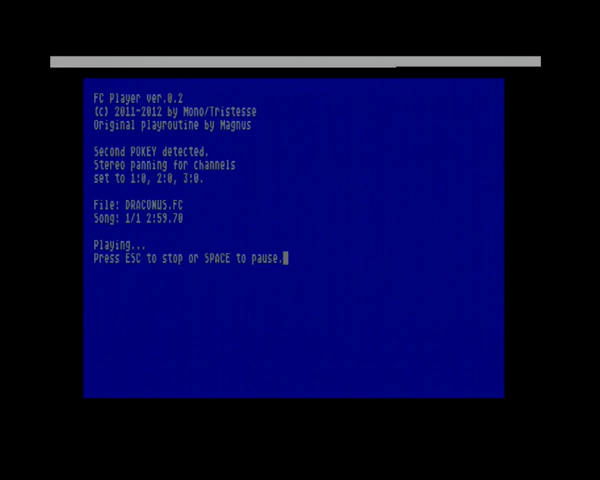 FC Player ver.0.2
(c) 2011-2012 by Mono/Tristesse
Original playroutine by Magnus
Second POKEY detected.
Stereo panning for channels
set to 1:0, 2:0, 3:0.
File: DRACONUS.FC
Song: 1/1 2:59.70
Playing...
Press ESC to stop or SPACE to pause.